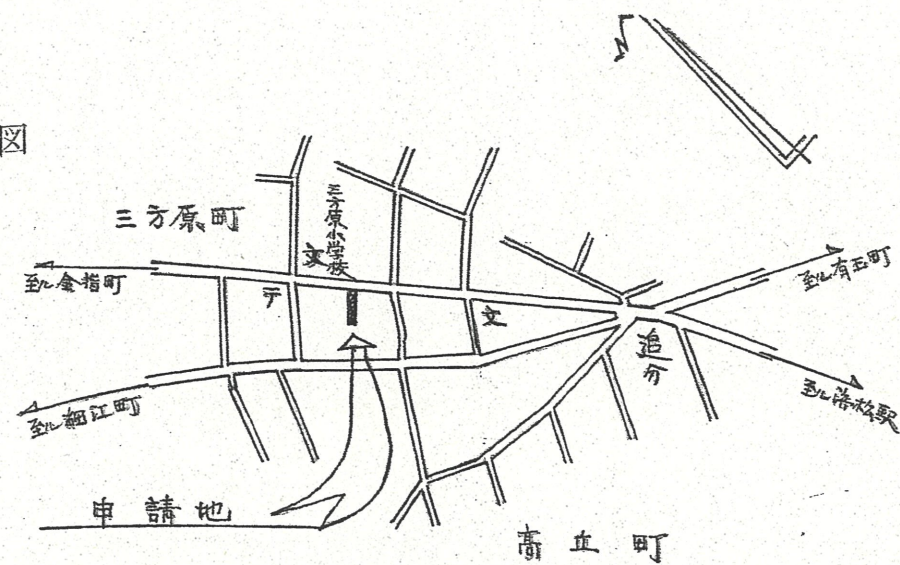 N
図
三方原町
三方原小学校
文
至ル金指町
〒
文
追分
至ル有玉町
至ル浜松駅
至ル細江町
申請地
高丘町